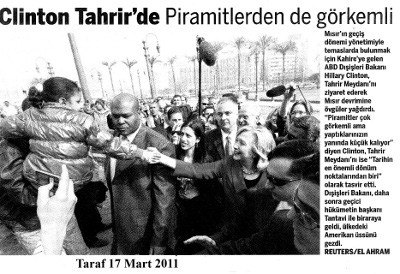 Clinton Tahrir’de Piramitlerden de görkemli
Mısır’ın geçiş
dönemi yönetimiyle
temaslarda bulunmak
için Kahire’ye gelen
ABD Dışişleri Bakanı
Hillary Clinton,
Tahrir Meydanı’nı
ziyaret ederek
Mısır devrimine
övgüler yağdırdı.
“Piramitler çok
görkemli ama
yaptıklarınızın
yanında küçük kalıyor”
diyen Clinton, Tahrir
Meydanı’nı ise “Tarihin
en önemli dönüm
noktalarından biri”
olarak tasvir etti.
Dışişleri Bakanı, daha
sonra geçici
hükümetin başkanı
Tantavi ile biraraya
geldi, ülkedeki
Amerikan üssünü
gezdi.
REUTERS/EL AHRAM
Taraf 17 Mart 2011